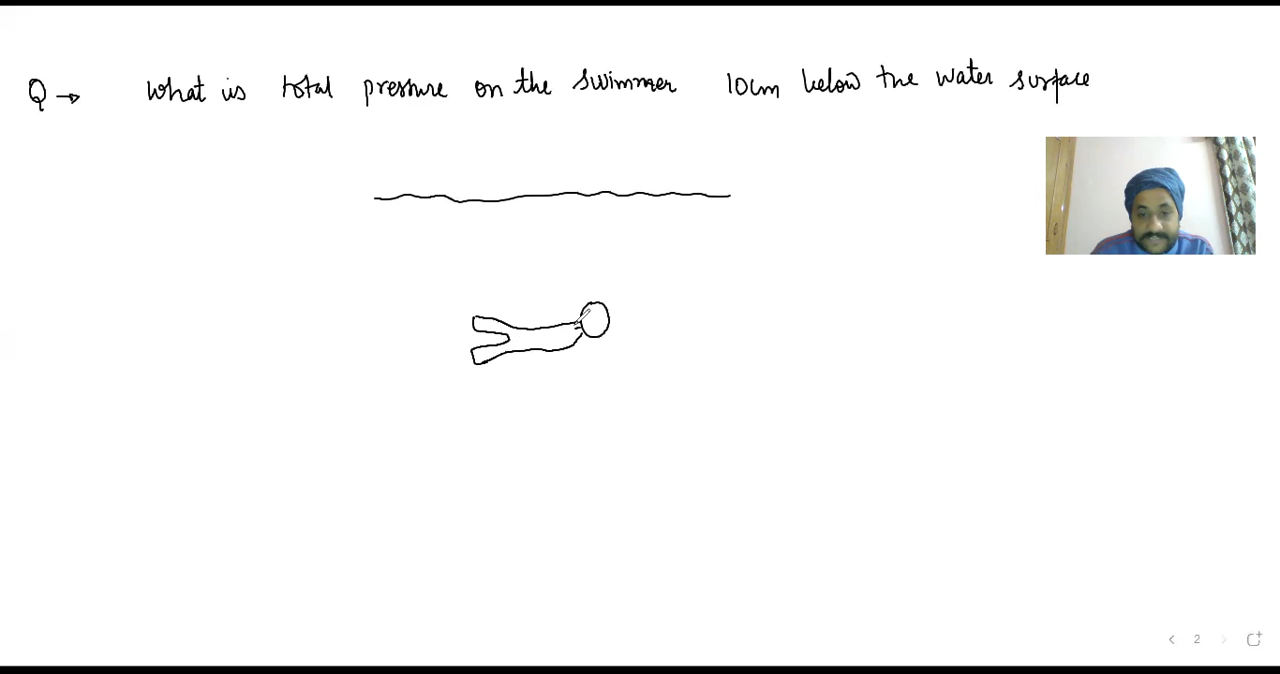 Q → What is total pressure on the swimmer 10cm below the water surface
2